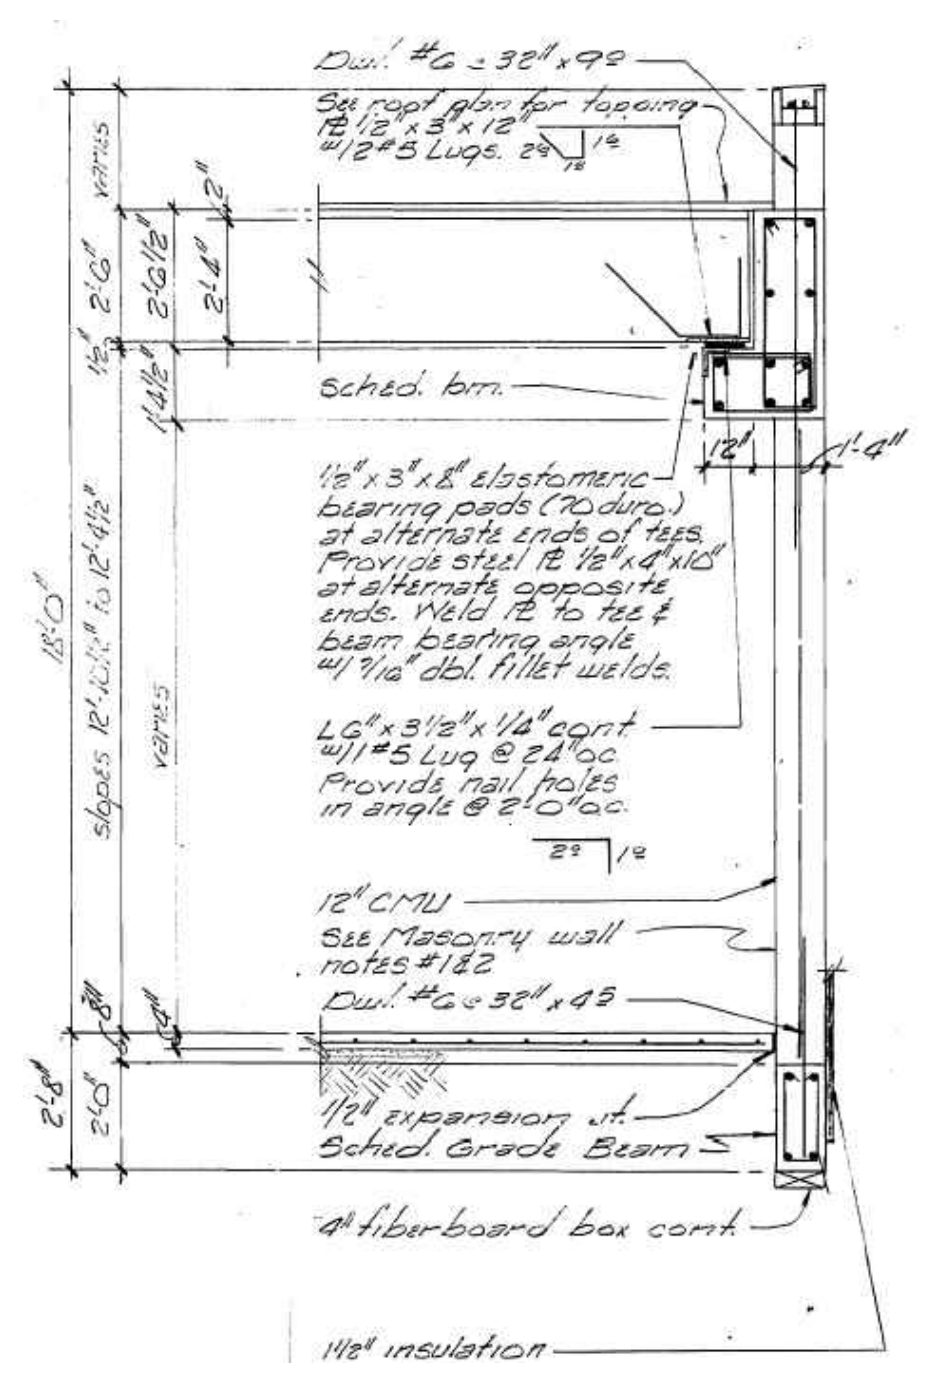 Dwl. #6 @ 32" x 9⁰
See roof plan for topping
PL 1/2" x 3" x 12"
w/2 #5 Lugs. 2⁰ 1⁶
1⁶
varies
2"
2'-6"
2'-6 1/2"
2'-4"
1/2"
1'-4 1/2"
Sched. bm.
12"
1'-4"
1/2" x 3" x 8" elastomeric
bearing pads (70 duro.)
at alternate ends of tees.
Provide steel PL 1/2" x 4" x 10"
at alternate opposite
ends. Weld PL to tee &
beam bearing angle
w/ 7/16" dbl. fillet welds.
18'-0"
slopes 12'-10 1/2" to 12'-4 1/2"
varies
L6" x 3 1/2" x 1/4" cont.
w/1 #5 Lug @ 24" oc
Provide nail holes
in angle @ 2'-0" o.c.
2⁹ 1⁹
12" CMU
See Masonry wall
notes #1&2
Dwl. #6 @ 32" x 4⁵
8"
4"
2'-8"
2'-0"
1/2" expansion jt.
Sched. Grade Beam
4" fiberboard box cont.
1 1/2" insulation